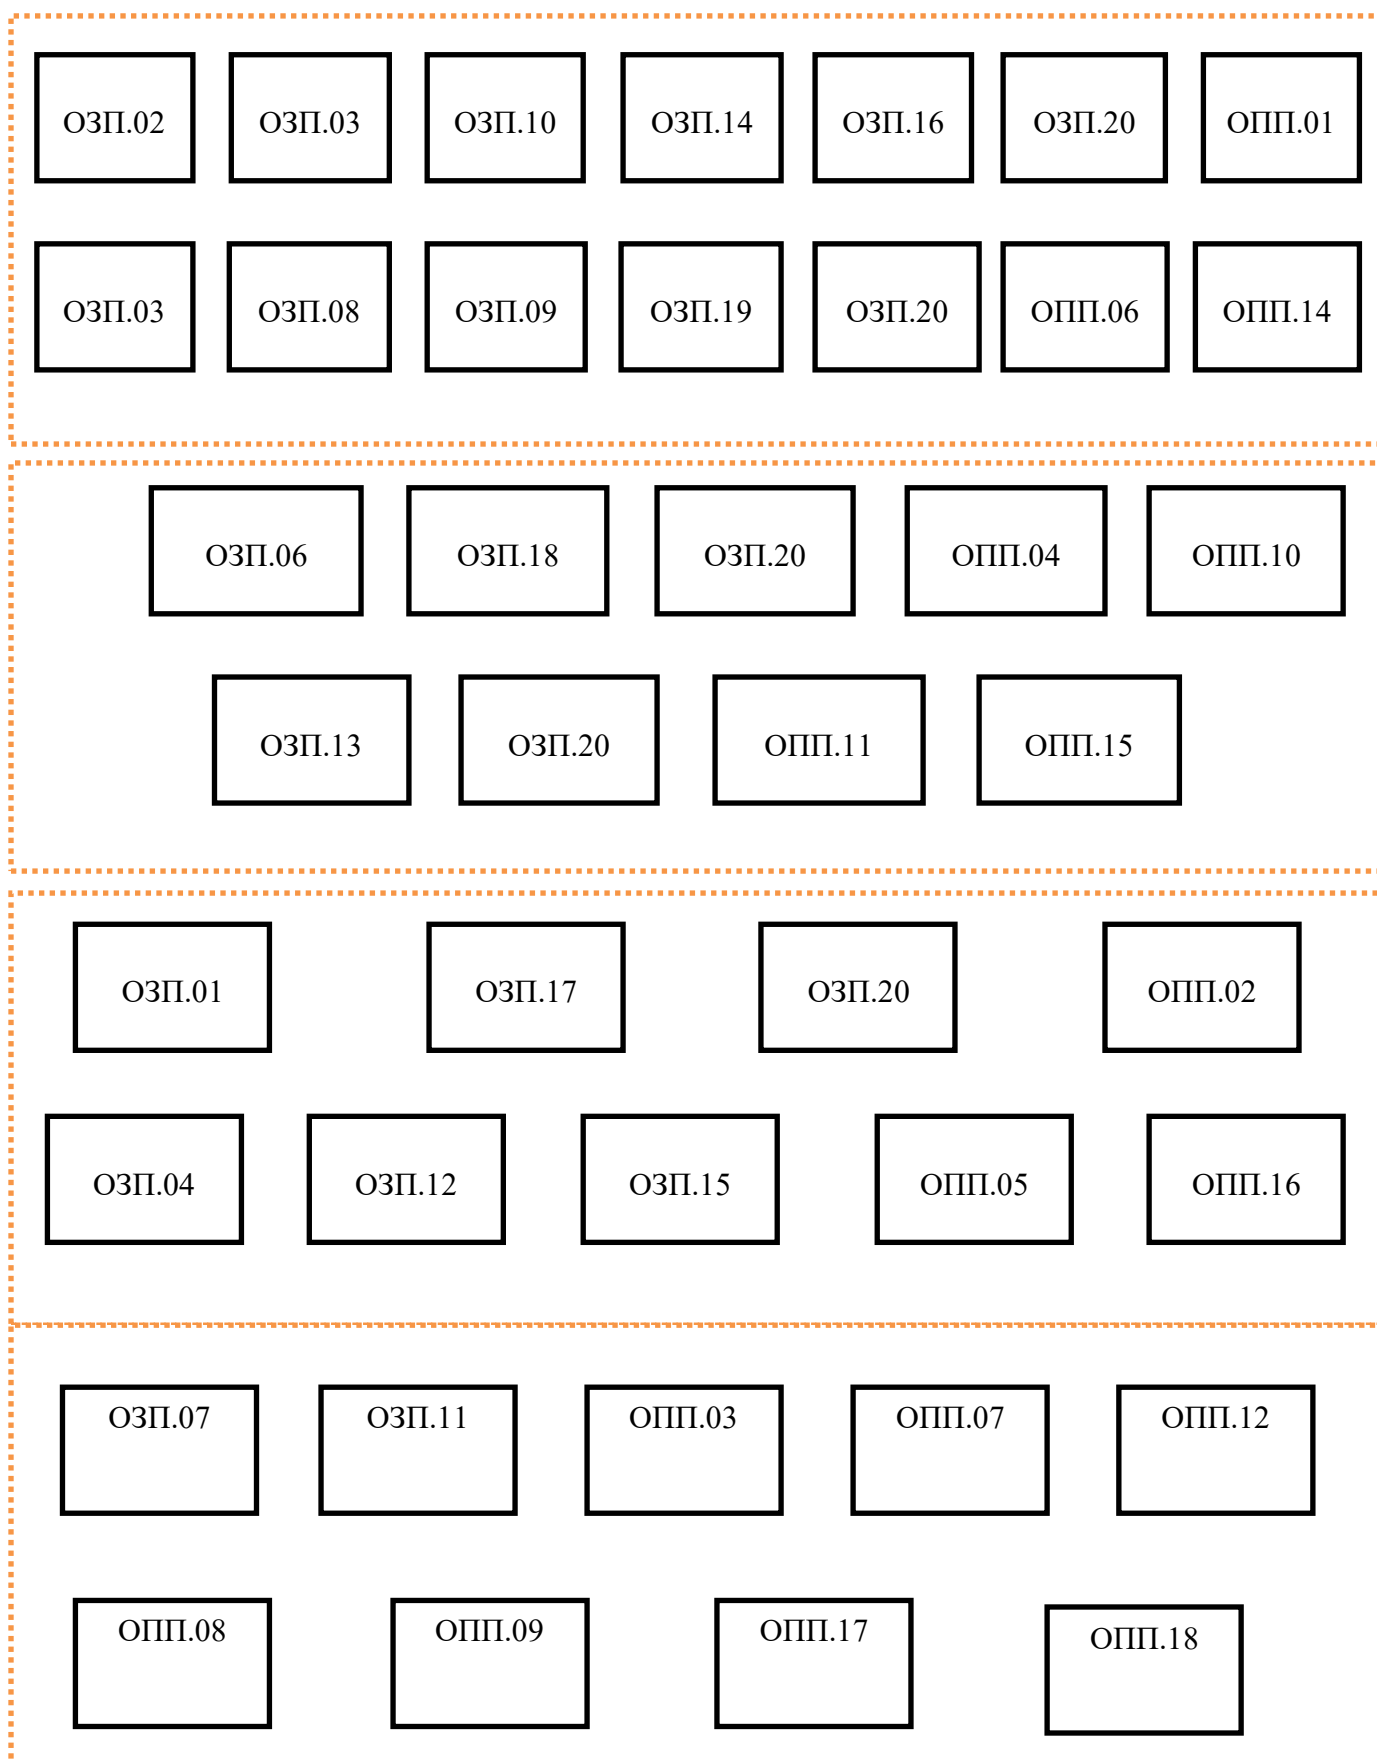 ОЗП.02 ОЗП.03 ОЗП.10 ОЗП.14 ОЗП.16 ОЗП.20 ОПП.01
ОЗП.03 ОЗП.08 ОЗП.09 ОЗП.19 ОЗП.20 ОПП.06 ОПП.14
ОЗП.06 ОЗП.18 ОЗП.20 ОПП.04 ОПП.10
ОЗП.13 ОЗП.20 ОПП.11 ОПП.15
ОЗП.01 ОЗП.17 ОЗП.20 ОПП.02
ОЗП.04 ОЗП.12 ОЗП.15 ОПП.05 ОПП.16
ОЗП.07 ОЗП.11 ОПП.03 ОПП.07 ОПП.12
ОПП.08 ОПП.09 ОПП.17 ОПП.18